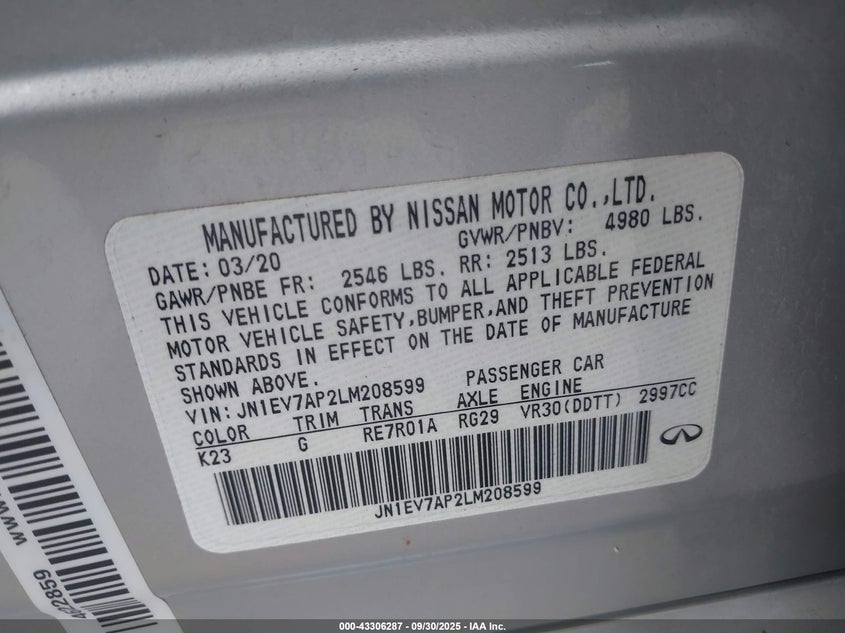 MANUFACTURED BY NISSAN MOTOR CO.,LTD.
DATE: 03/20 GVWR/PNBV: 4980 LBS.
GAWR/PNBE FR: 2546 LBS. RR: 2513 LBS.
THIS VEHICLE CONFORMS TO ALL APPLICABLE FEDERAL
MOTOR VEHICLE SAFETY,BUMPER,AND THEFT PREVENTION
STANDARDS IN EFFECT ON THE DATE OF MANUFACTURE
SHOWN ABOVE.
VIN: JN1EV7AP2LM208599 PASSENGER CAR
COLOR TRIM TRANS AXLE ENGINE
K23 G RE7R01A RG29 VR30(DDTT) 2997CC
JN1EV7AP2LM208599
WWW
422859
000-43306287 - 09/30/2025 - IAA Inc.